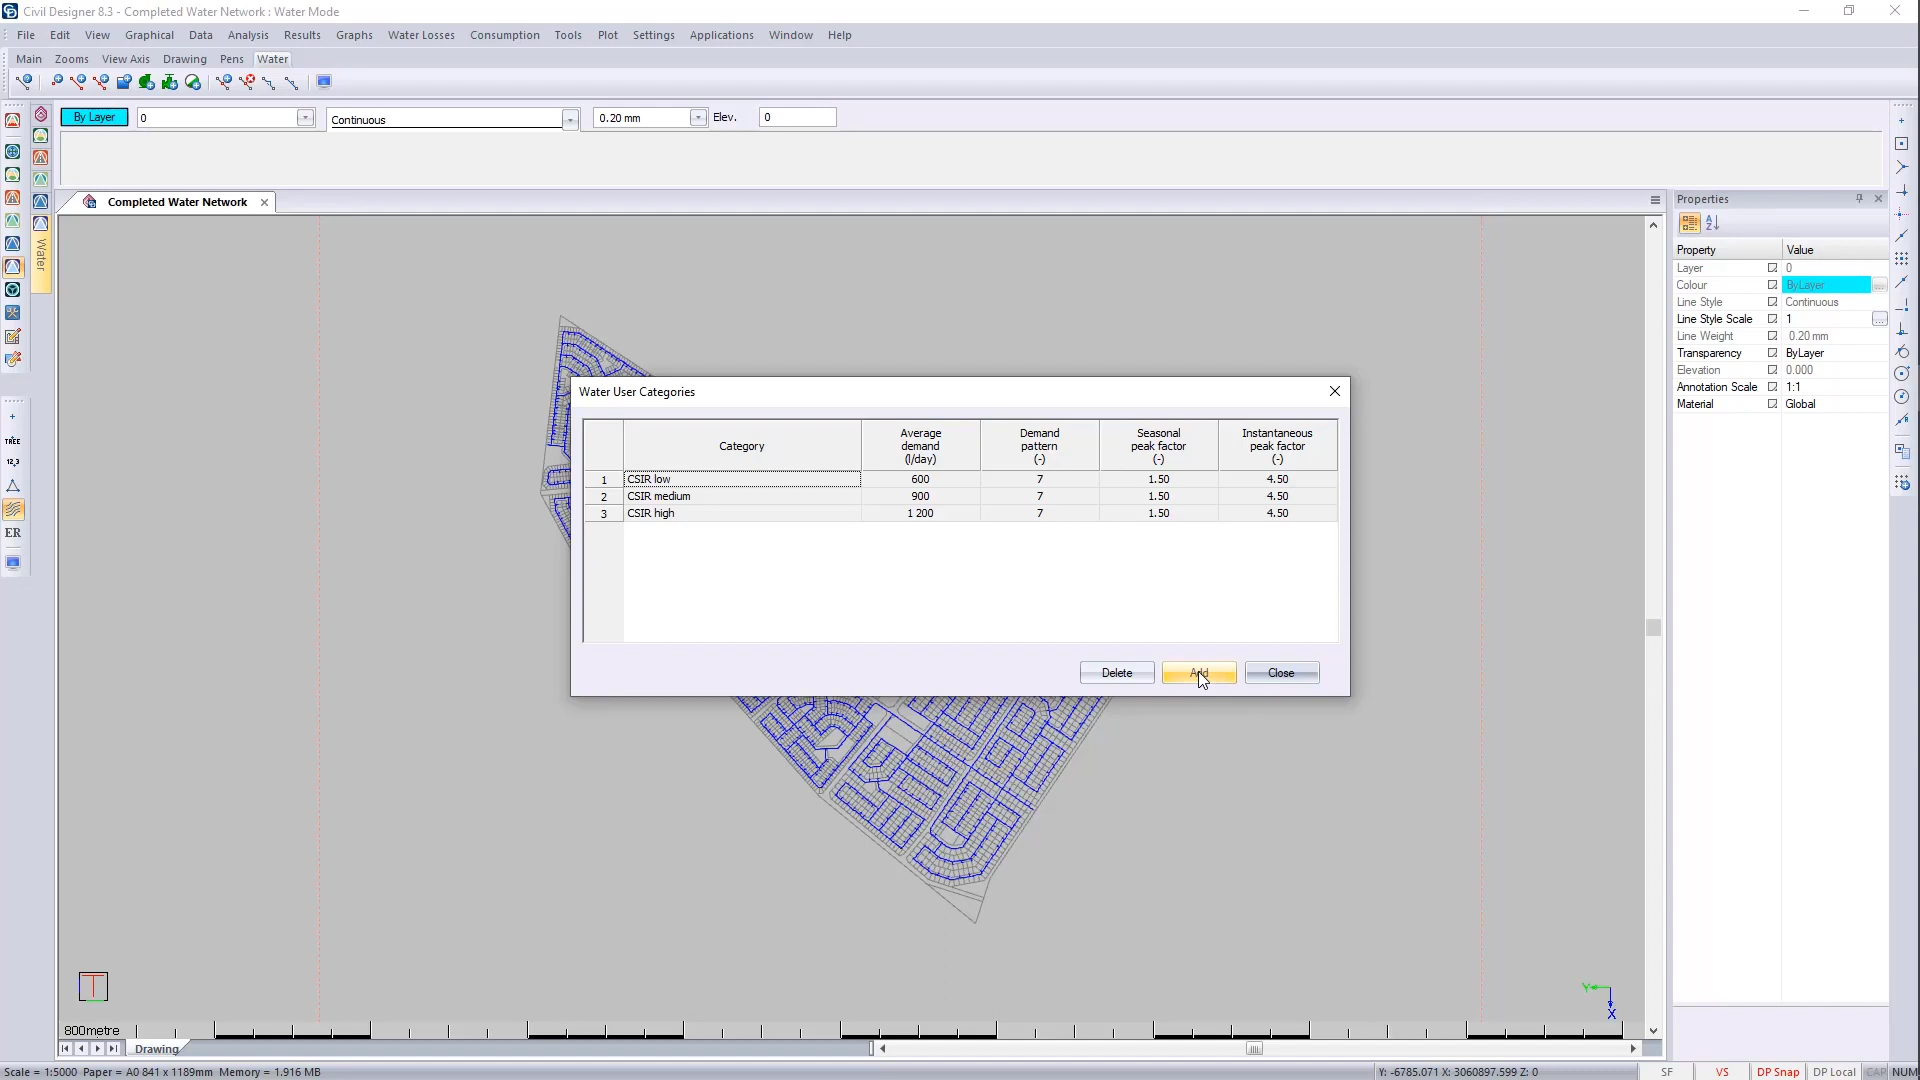 Civil Designer 8.3 - Completed Water Network : Water Mode
File Edit View Graphical Data Analysis Results Graphs Water Losses Consumption Tools Plot Settings Applications Window Help
Main Zooms View Axis Drawing Pens Water
By Layer 0 Continuous 0.20 mm Elev. 0
Completed Water Network
Water
TREE
12,3
ER
Properties
Property Value
Layer 0
Colour ByLayer
Line Style Continuous
Line Style Scale 1
Line Weight 0.20 mm
Transparency ByLayer
Elevation 0.000
Annotation Scale 1:1
Material Global
Water User Categories
Category
Average demand (l/day)
Demand pattern (-)
Seasonal peak factor (-)
Instantaneous peak factor (-)
1 CSIR low 600 7 1.50 4.50
2 CSIR medium 900 7 1.50 4.50
3 CSIR high 1 200 7 1.50 4.50
Delete Add Close
Y
X
800metre
Drawing
Scale = 1:5000 Paper = A0 841 x 1189mm Memory = 1.916 MB
Y: -6785.071 X: 3060897.599 Z: 0 SF VS DP Snap DP Local CAP NUM